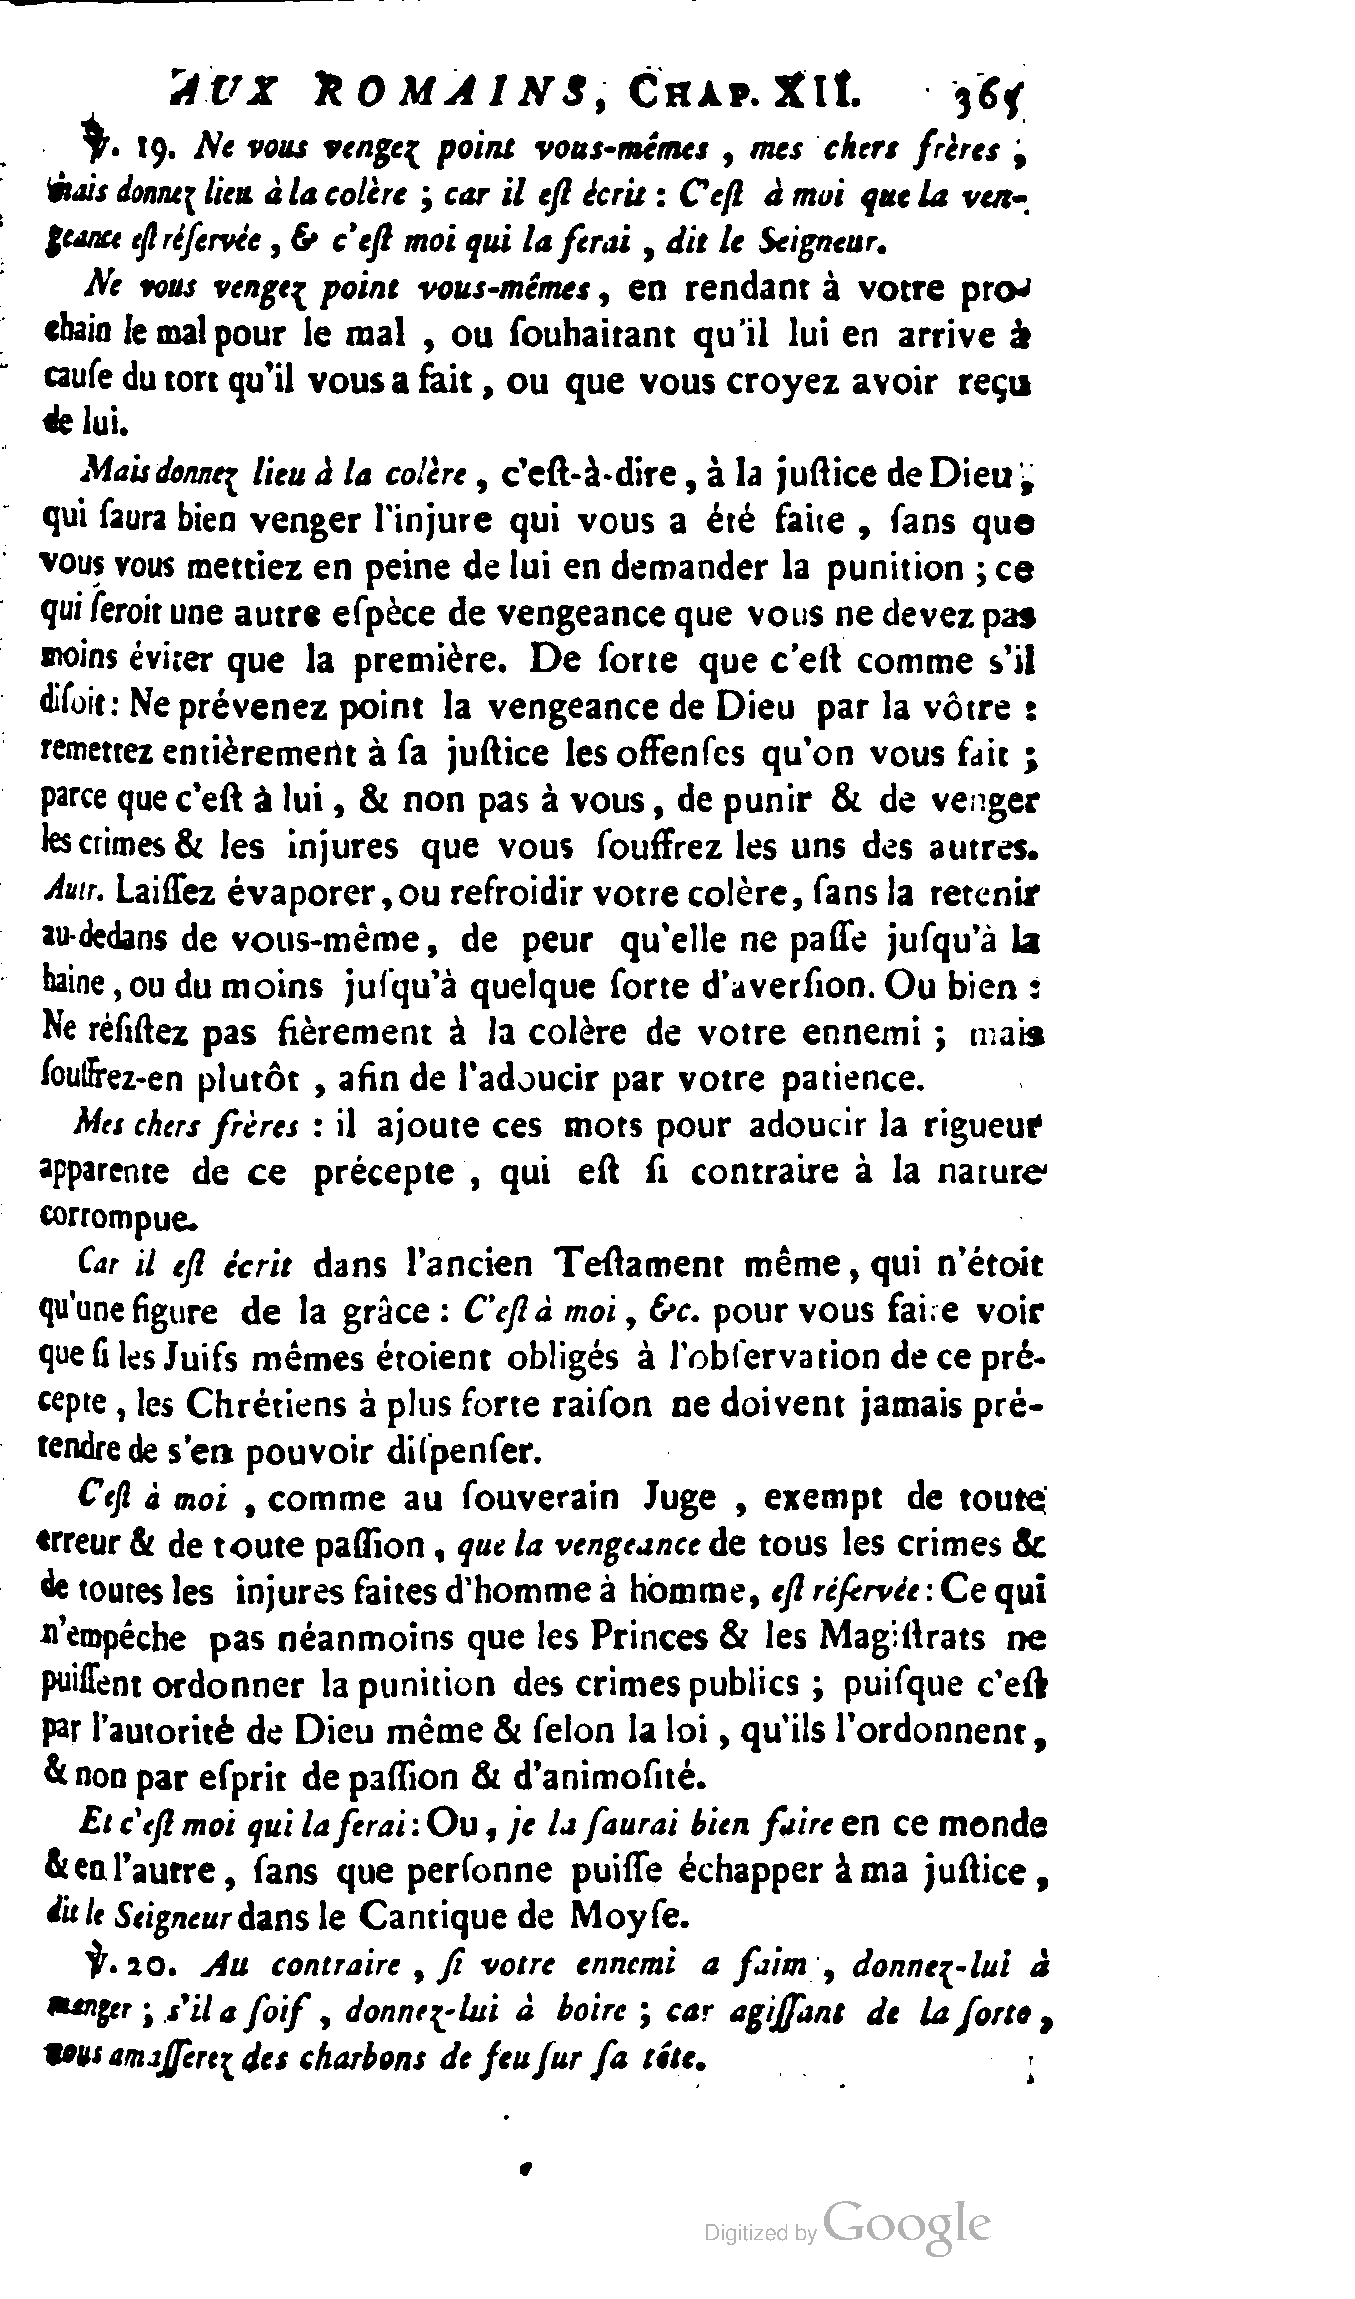 AUX ROMAINS, CHAP. XII. 365
℣. 19. Ne vous vengez point vous-mêmes , mes chers frères ;
mais donnez lieu à la colère ; car il eſt écrit : C'eſt à moi que la ven-
geance eſt réſervée , & c'eſt moi qui la ferai , dit le Seigneur.
Ne vous vengez point vous-mêmes, en rendant à votre pro-
chain le mal pour le mal , ou ſouhaitant qu'il lui en arrive à
cauſe du tort qu'il vous a fait , ou que vous croyez avoir reçu
de lui.
Mais donnez lieu à la colère , c'eſt-à-dire , à la juſtice de Dieu ,
qui ſaura bien venger l'injure qui vous a été faite , ſans que
vous vous mettiez en peine de lui en demander la punition ; ce
qui ſeroit une autre eſpèce de vengeance que vous ne devez pas
moins éviter que la première. De ſorte que c'eſt comme s'il
diſoit : Ne prévenez point la vengeance de Dieu par la vôtre :
remettez entièrement à ſa juſtice les offenſes qu'on vous fait ;
parce que c'eſt à lui , & non pas à vous , de punir & de venger
les crimes & les injures que vous ſouffrez les uns des autres.
Autr. Laiſſez évaporer, ou refroidir votre colère, ſans la retenir
au-dedans de vous-même, de peur qu'elle ne paſſe juſqu'à la
haine , ou du moins juſqu'à quelque ſorte d'averſion. Ou bien :
Ne réſiſtez pas fièrement à la colère de votre ennemi ; mais
ſouffrez-en plutôt , afin de l'adoucir par votre patience.
Mes chers frères : il ajoute ces mots pour adoucir la rigueur
apparente de ce précepte , qui eſt ſi contraire à la nature
corrompue.
Car il eſt écrit dans l'ancien Teſtament même, qui n'étoit
qu'une figure de la grâce : C'eſt à moi , &c. pour vous faire voir
que ſi les Juifs mêmes étoient obligés à l'obſervation de ce pré-
cepte , les Chrétiens à plus forte raiſon ne doivent jamais pré-
tendre de s'en pouvoir diſpenſer.
C'eſt à moi , comme au ſouverain Juge , exempt de toute
erreur & de toute paſſion , que la vengeance de tous les crimes &
de toutes les injures faites d'homme à homme, eſt réſervée : Ce qui
n'empêche pas néanmoins que les Princes & les Magiſtrats ne
puiſſent ordonner la punition des crimes publics ; puiſque c'eſt
par l'autorité de Dieu même & ſelon la loi , qu'ils l'ordonnent ,
& non par eſprit de paſſion & d'animoſité.
Et c'eſt moi qui la ferai : Ou , je la ſaurai bien faire en ce monde
& en l'autre , ſans que perſonne puiſſe échapper à ma juſtice ,
dit le Seigneur dans le Cantique de Moyſe.
℣. 20. Au contraire , ſi votre ennemi a faim , donnez-lui à
manger ; s'il a ſoif , donnez-lui à boire ; car agiſſant de la ſorte ,
vous amaſſerez des charbons de feu ſur ſa tête.
Digitized by Google